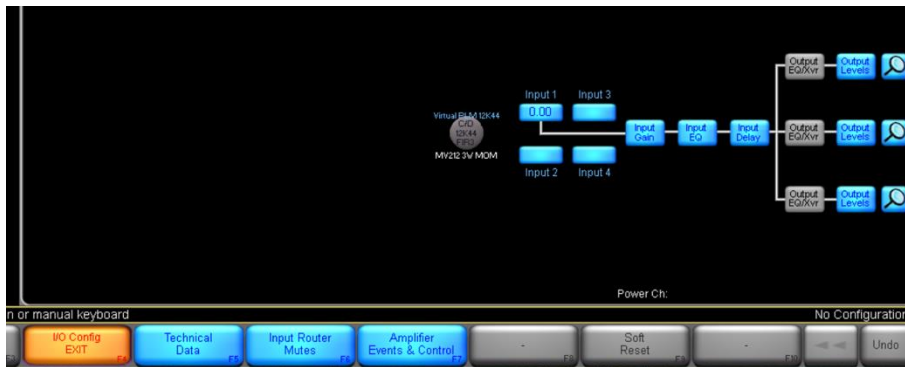 Output EQ/Xvr
Output Levels
Input 1
Input 3
0.00
C/D
12K44
FIR3
MV212 3W MOM
Input Gain
Input EQ
Input Delay
Output EQ/Xvr
Output Levels
Input 2
Input 4
Output EQ/Xvr
Output Levels
Power Ch:
n or manual keyboard
No Configuration
I/O Config EXIT F4
Technical Data F5
Input Router Mutes F6
Amplifier Events & Control F7
- F8
Soft Reset F9
- F10
Undo